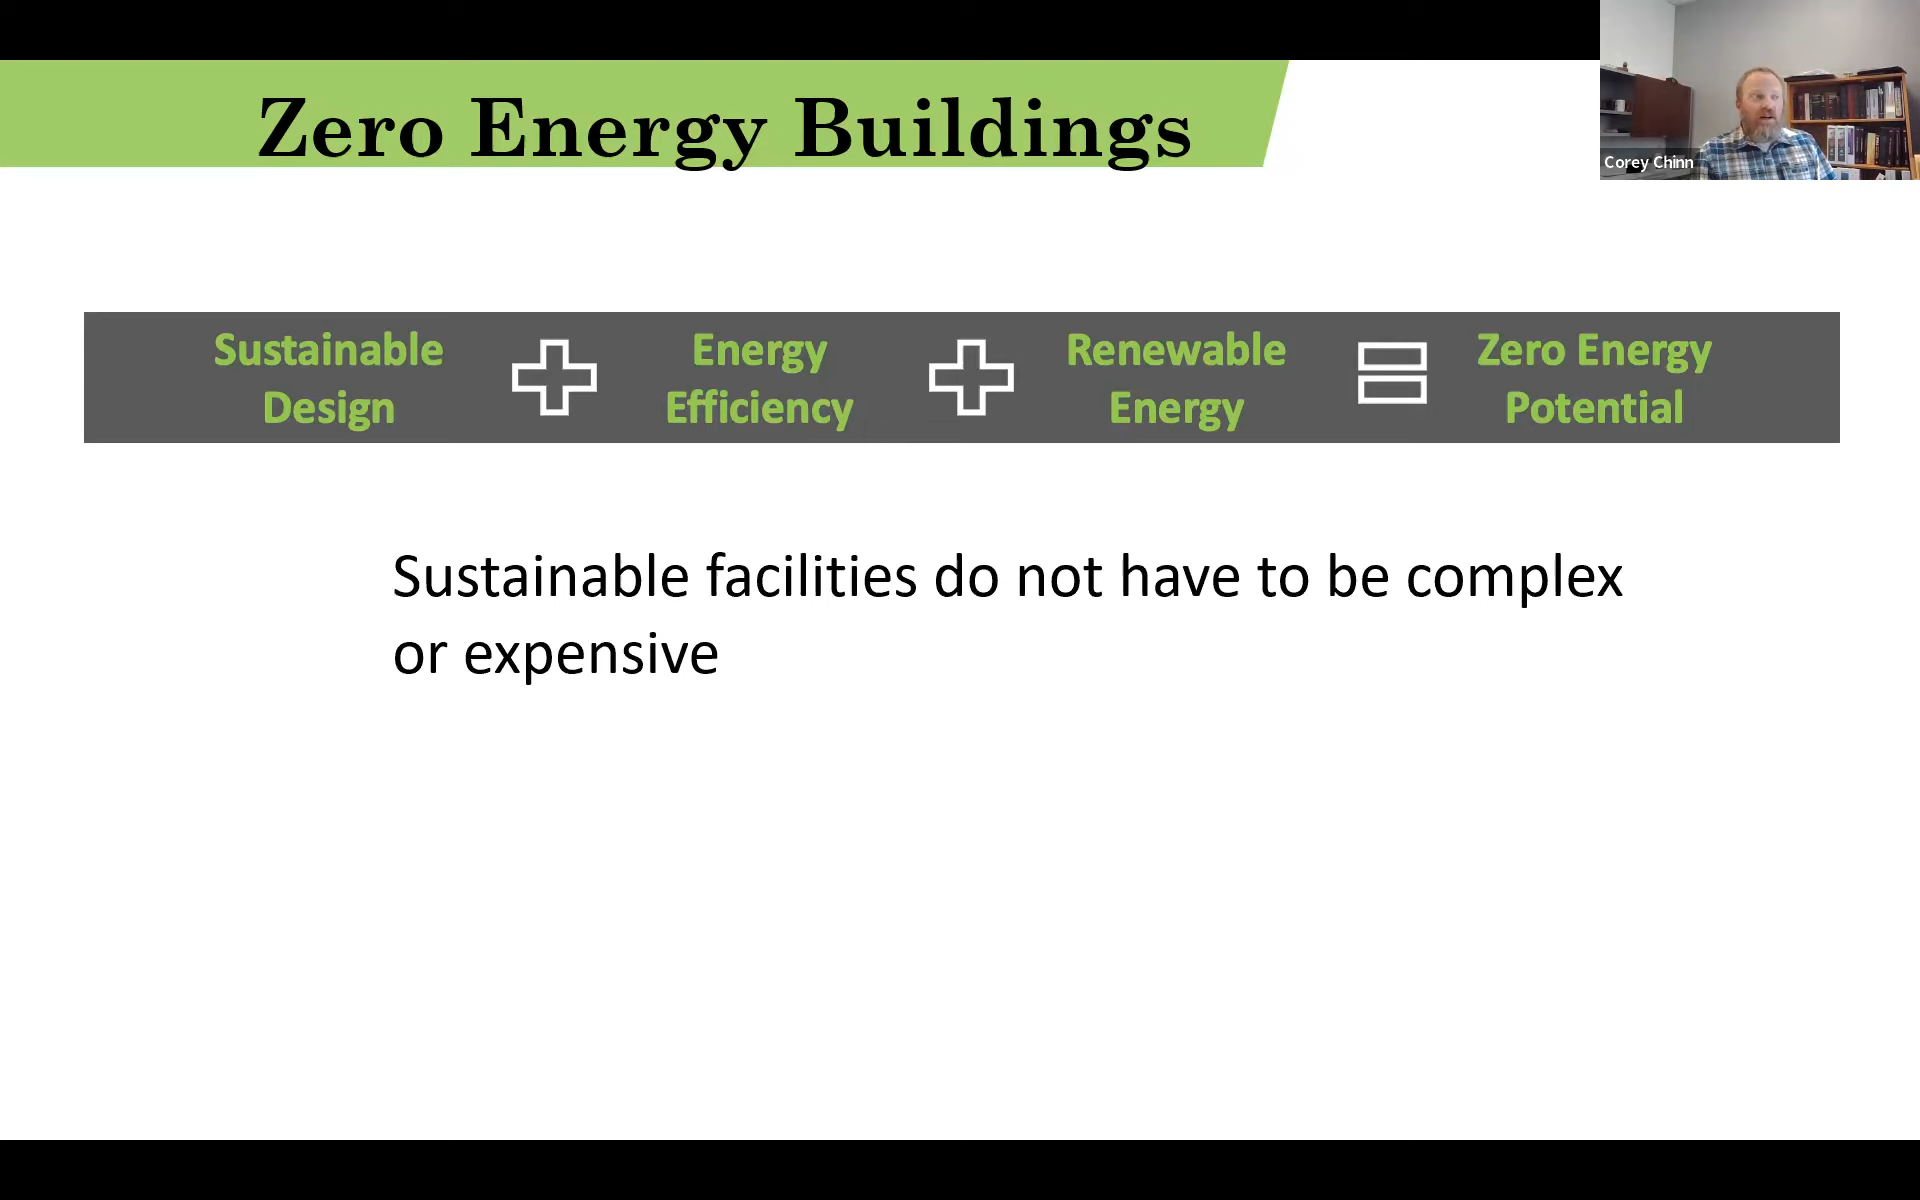 Zero Energy Buildings
Corey Chinn
Sustainable
Design
Energy
Efficiency
Renewable
Energy
Zero Energy
Potential
Sustainable facilities do not have to be complex
or expensive